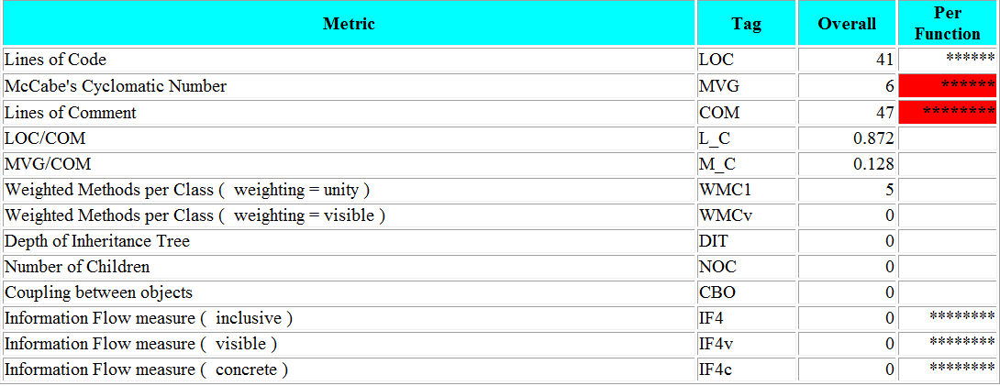 Metric Tag Overall Per Function
Lines of Code LOC 41 ******
McCabe's Cyclomatic Number MVG 6 ******
Lines of Comment COM 47 ********
LOC/COM L_C 0.872
MVG/COM M_C 0.128
Weighted Methods per Class ( weighting = unity ) WMC1 5
Weighted Methods per Class ( weighting = visible ) WMCv 0
Depth of Inheritance Tree DIT 0
Number of Children NOC 0
Coupling between objects CBO 0
Information Flow measure ( inclusive ) IF4 0 ********
Information Flow measure ( visible ) IF4v 0 ********
Information Flow measure ( concrete ) IF4c 0 ********